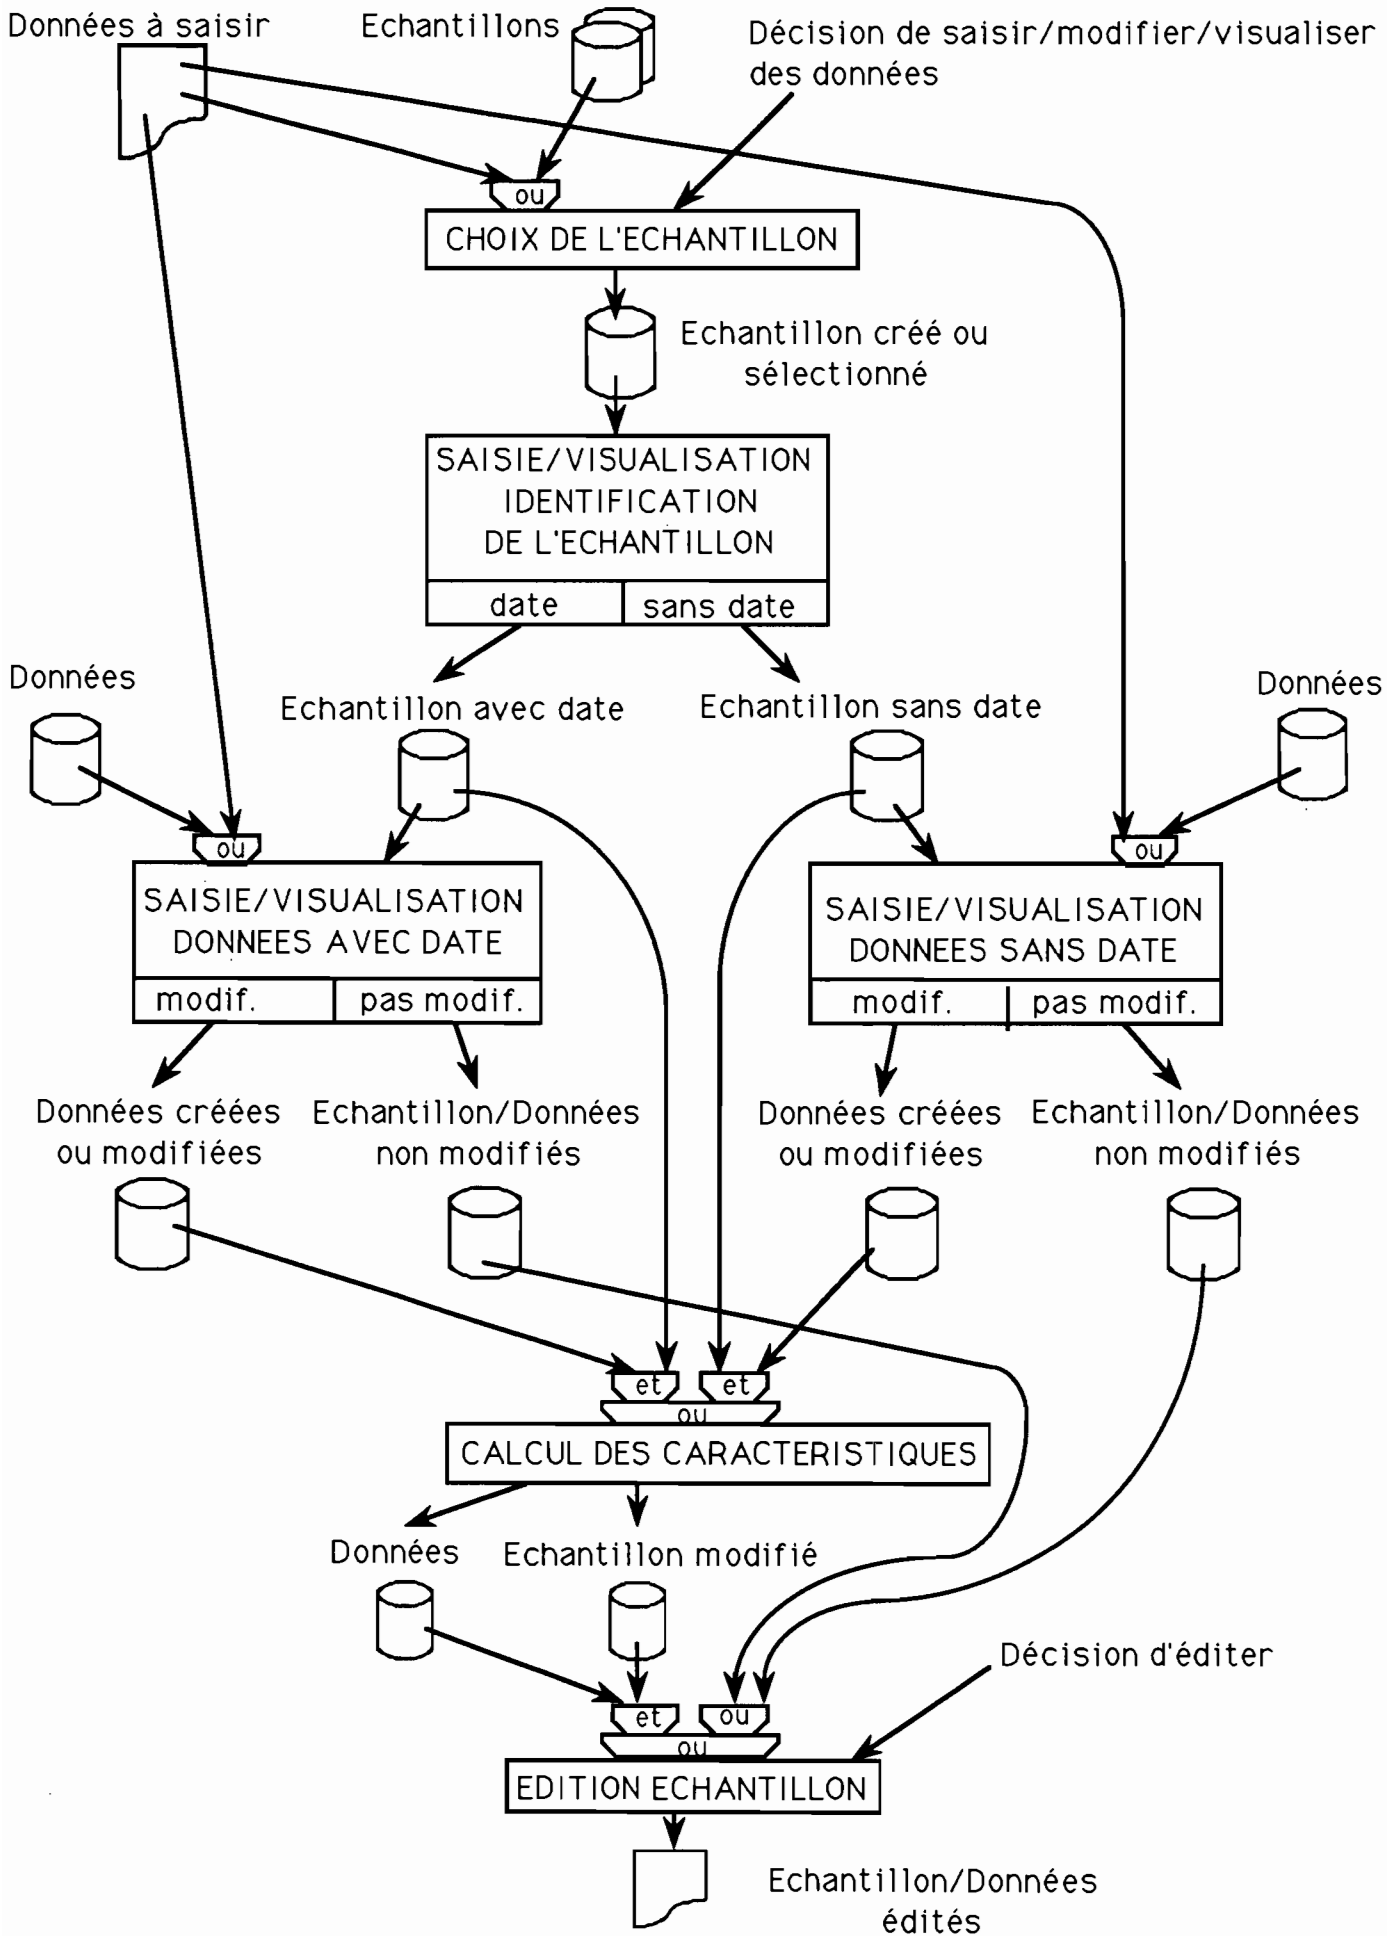 Données à saisir
Echantillons
Décision de saisir/modifier/visualiser
des données
ou
CHOIX DE L'ECHANTILLON
Echantillon créé ou
sélectionné
SAISIE/VISUALISATION
IDENTIFICATION
DE L'ECHANTILLON
date
sans date
Données
Echantillon avec date
Echantillon sans date
Données
ou
ou
SAISIE/VISUALISATION
DONNEES AVEC DATE
modif.
pas modif.
SAISIE/VISUALISATION
DONNEES SANS DATE
modif.
pas modif.
Données créées
ou modifiées
Echantillon/Données
non modifiés
Données créées
ou modifiées
Echantillon/Données
non modifiés
et
et
ou
CALCUL DES CARACTERISTIQUES
Données
Echantillon modifié
Décision d'éditer
et
ou
ou
EDITION ECHANTILLON
Echantillon/Données
édités